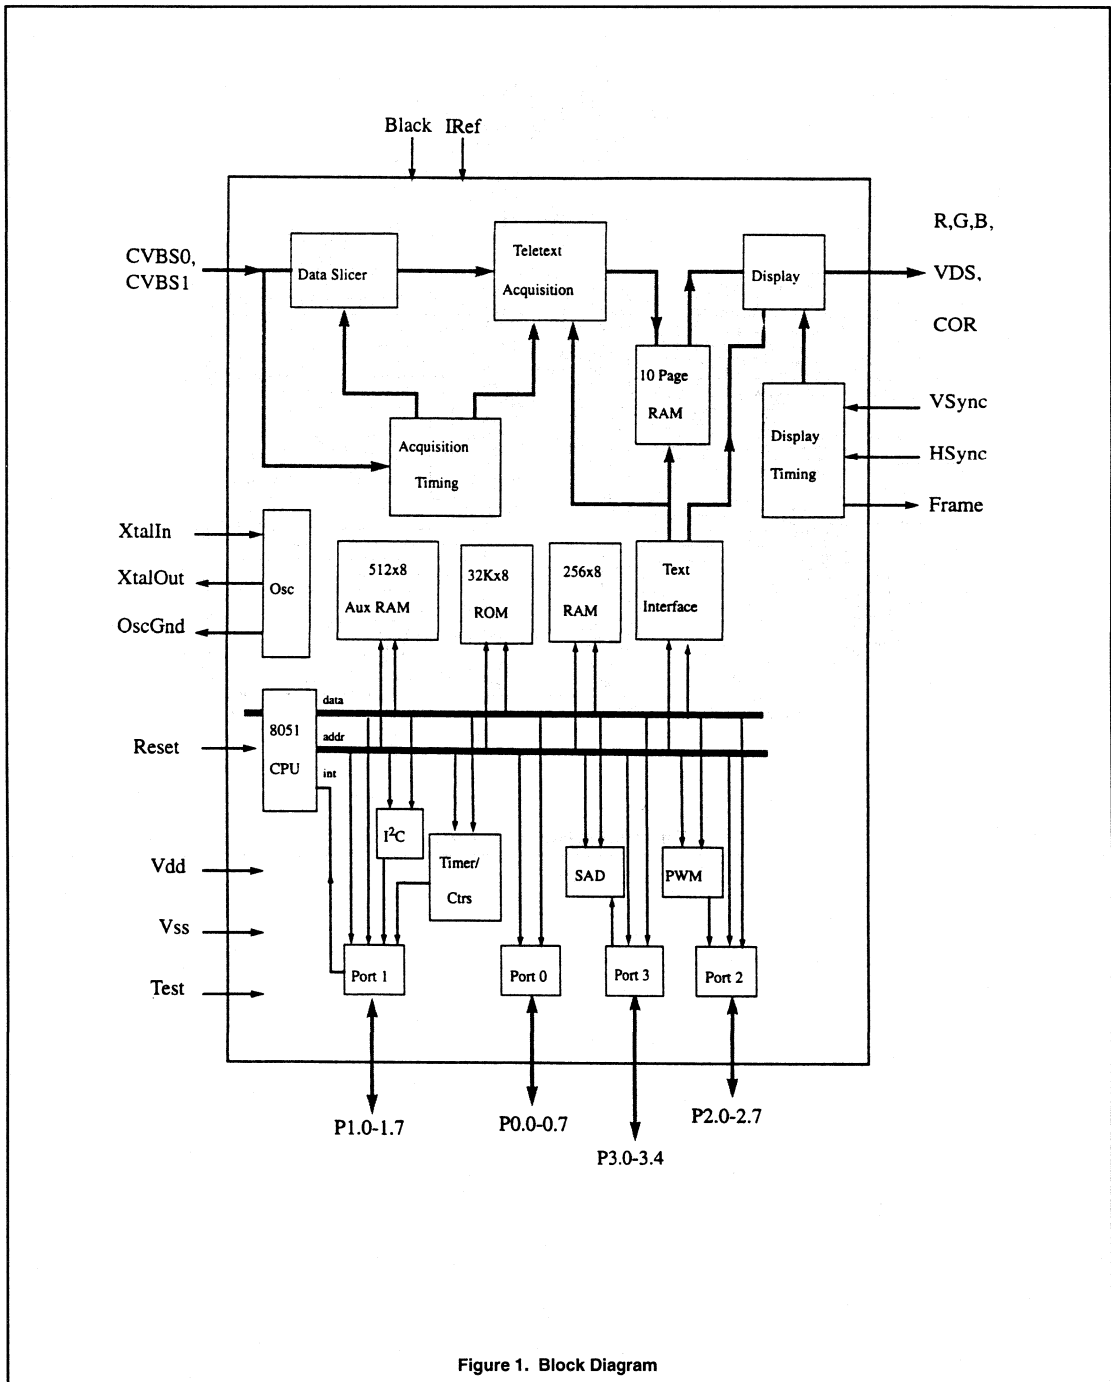 Black IRef
R,G,B,
CVBS0,
CVBS1
Data Slicer
Teletext
Acquisition
Display
VDS,
COR
10 Page
RAM
VSync
Display
Timing
HSync
Acquisition
Timing
Frame
XtalIn
XtalOut
OscGnd
Osc
512x8
Aux RAM
32Kx8
ROM
256x8
RAM
Text
Interface
data
8051
CPU
addr
int
Reset
I²C
Timer/
Ctrs
SAD
PWM
Vdd
Vss
Test
Port 1
Port 0
Port 3
Port 2
P1.0-1.7
P0.0-0.7
P3.0-3.4
P2.0-2.7
Figure 1. Block Diagram